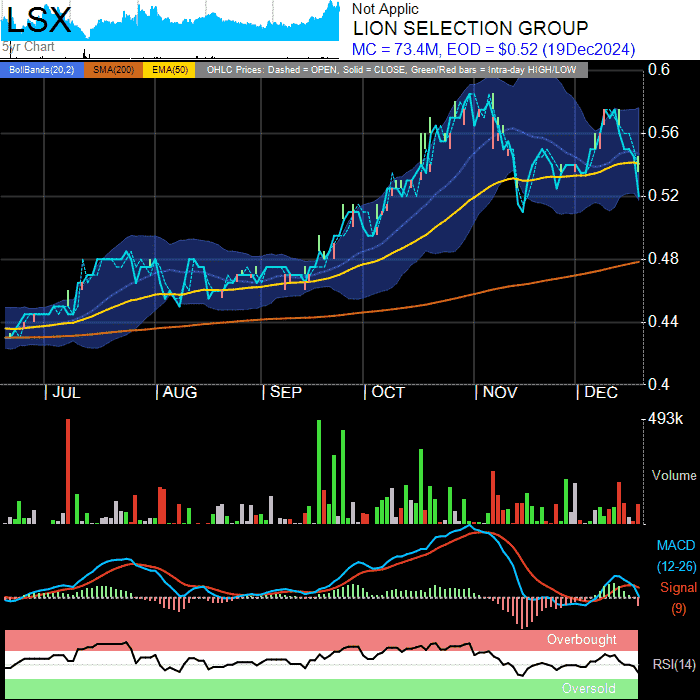 LSX
5yr Chart
Not Applic
LION SELECTION GROUP
MC = 73.4M, EOD = $0.52 (19Dec2024)
BollBands(20,2)
SMA(200)
EMA(50)
OHLC Prices: Dashed = OPEN, Solid = CLOSE, Green/Red bars = Intra-day HIGH/LOW
0.6
0.56
0.52
0.48
0.44
0.4
| JUL | AUG | SEP | OCT | NOV | DEC
493k
Volume
MACD
(12-26)
Signal
(9)
Overbought
RSI(14)
Oversold